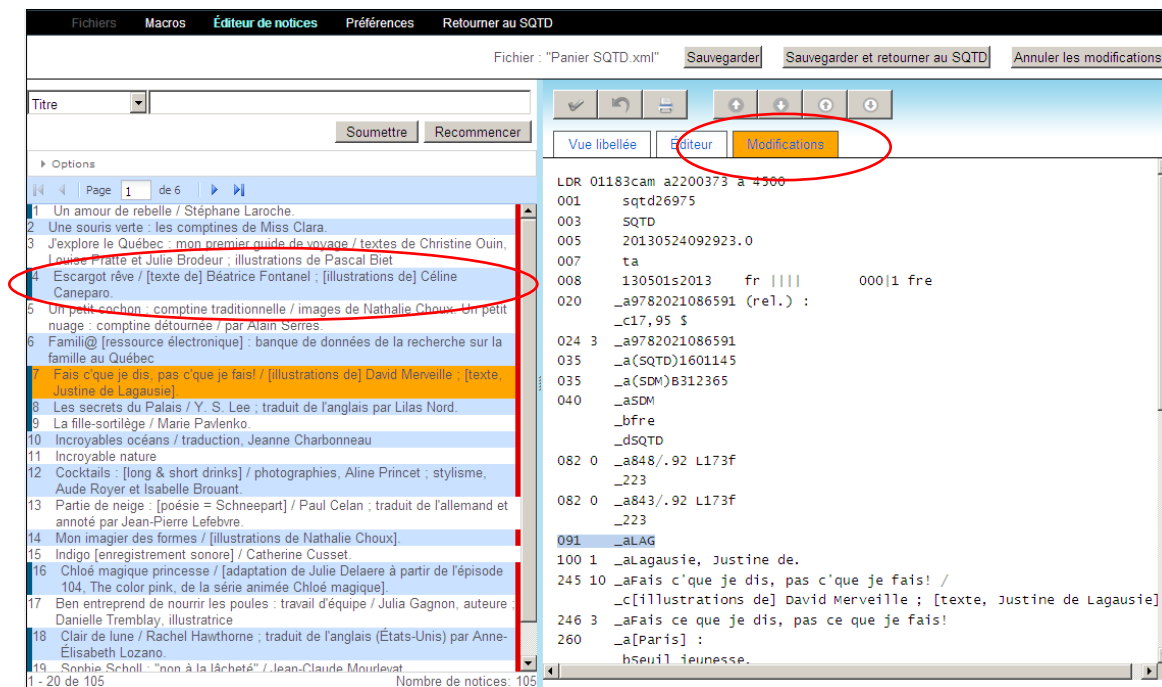 Fichiers Macros Éditeur de notices Préférences Retourner au SQTD
Fichier : "Panier SQTD.xml" Sauvegarder Sauvegarder et retourner au SQTD Annuler les modifications
Titre
Soumettre Recommencer
Options
Page 1 de 6
1 Un amour de rebelle / Stéphane Laroche.
2 Une souris verte : les comptines de Miss Clara.
3 J'explore le Québec : mon premier guide de voyage / textes de Christine Ouin,
Louise Pratte et Julie Brodeur ; illustrations de Pascal Biet
4 Escargot rêve / [texte de] Béatrice Fontanel ; [illustrations de] Céline
Caneparo.
5 Un petit cochon : comptine traditionnelle / images de Nathalie Choux. Un petit
nuage : comptine détournée / par Alain Serres.
6 Famili@ [ressource électronique] : banque de données de la recherche sur la
famille au Québec
7 Fais c'que je dis, pas c'que je fais! / [illustrations de] David Merveille ; [texte,
Justine de Lagausie].
8 Les secrets du Palais / Y. S. Lee ; traduit de l'anglais par Lilas Nord.
9 La fille-sortilège / Marie Pavlenko.
10 Incroyables océans / traduction, Jeanne Charbonneau
11 Incroyable nature
12 Cocktails : [long & short drinks] / photographies, Aline Princet ; stylisme,
Aude Royer et Isabelle Brouant.
13 Partie de neige : [poésie = Schneepart] / Paul Celan ; traduit de l'allemand et
annoté par Jean-Pierre Lefebvre.
14 Mon imagier des formes / [illustrations de Nathalie Choux].
15 Indigo [enregistrement sonore] / Catherine Cusset.
16 Chloé magique princesse / [adaptation de Julie Delaere à partir de l'épisode
104, The color pink, de la série animée Chloé magique].
17 Ben entreprend de nourrir les poules : travail d'équipe / Julia Gagnon, auteure ;
Danielle Tremblay, illustratrice
18 Clair de lune / Rachel Hawthorne ; traduit de l'anglais (États-Unis) par Anne-
Élisabeth Lozano.
19 Sophie Scholl : "non à la lâcheté" / Jean-Claude Mourlevat
1 - 20 de 105 Nombre de notices: 105
Vue libellée Éditeur Modifications
LDR 01183cam a2200373 a 4500
001 sqtd26975
003 SQTD
005 20130524092923.0
007 ta
008 130501s2013 fr |||| 000|1 fre
020 _a9782021086591 (rel.) :
_c17,95 $
024 3 _a9782021086591
035 _a(SQTD)1601145
035 _a(SDM)B312365
040 _aSDM
_bfre
_dSQTD
082 0 _a848/.92 L173f
_223
082 0 _a843/.92 L173f
_223
091 _aLAG
100 1 _aLagausie, Justine de.
245 10 _aFais c'que je dis, pas c'que je fais! /
_c[illustrations de] David Merveille ; [texte, Justine de Lagausie]
246 3 _aFais ce que je dis, pas ce que je fais!
260 _a[Paris] :
_bSeuil jeunesse,